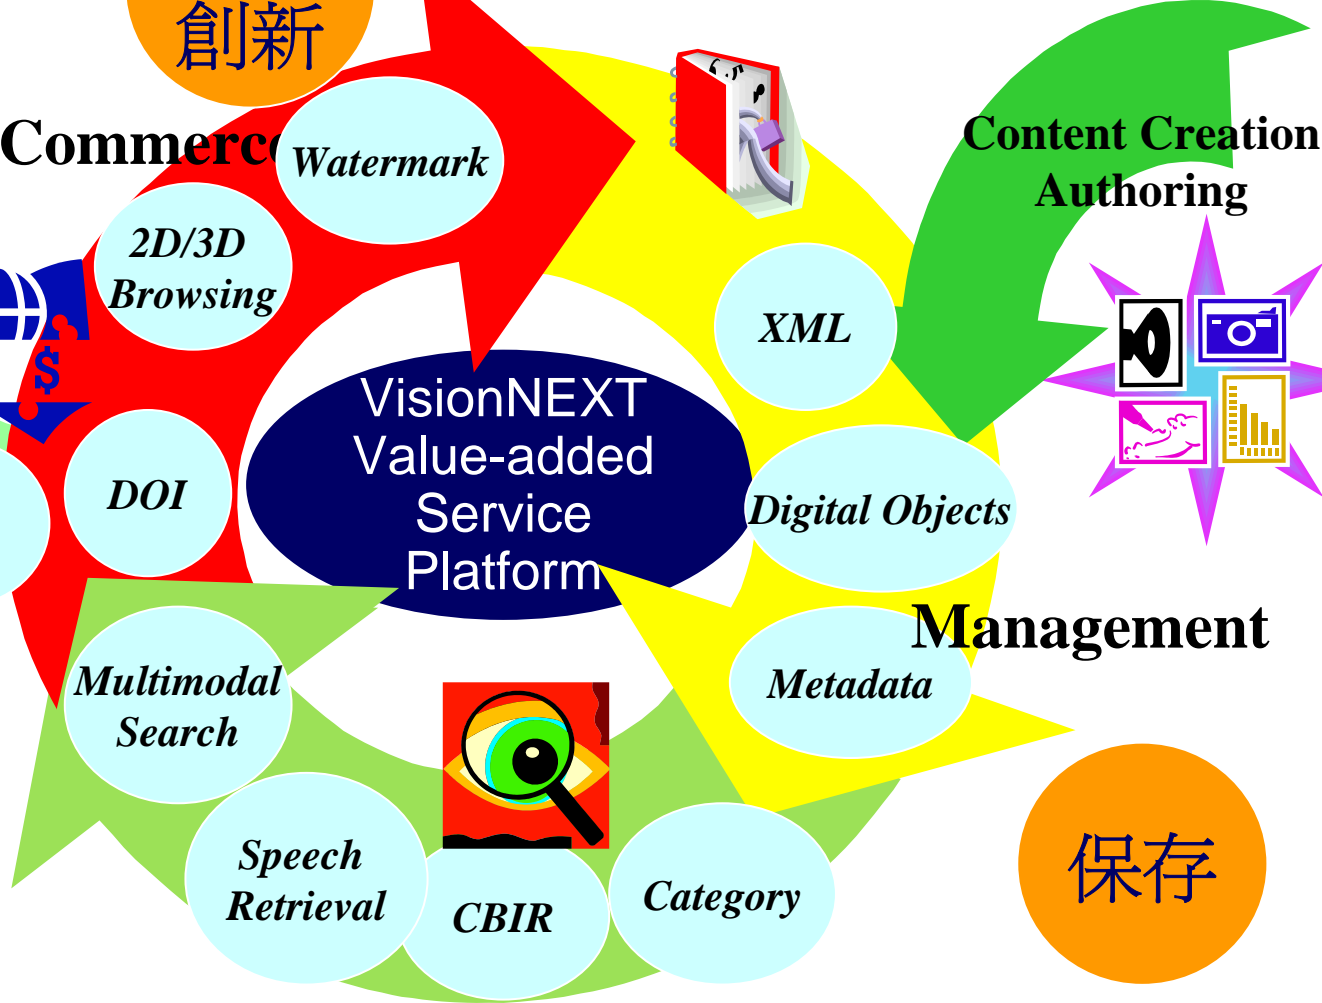 創新
Commerce
Watermark
Content Creation
Authoring
2D/3D
Browsing
XML
$
VisionNEXT
Value-added
Service
Platform
DOI
Digital Objects
Management
Multimodal
Search
Metadata
Speech
Retrieval
CBIR
Category
保存